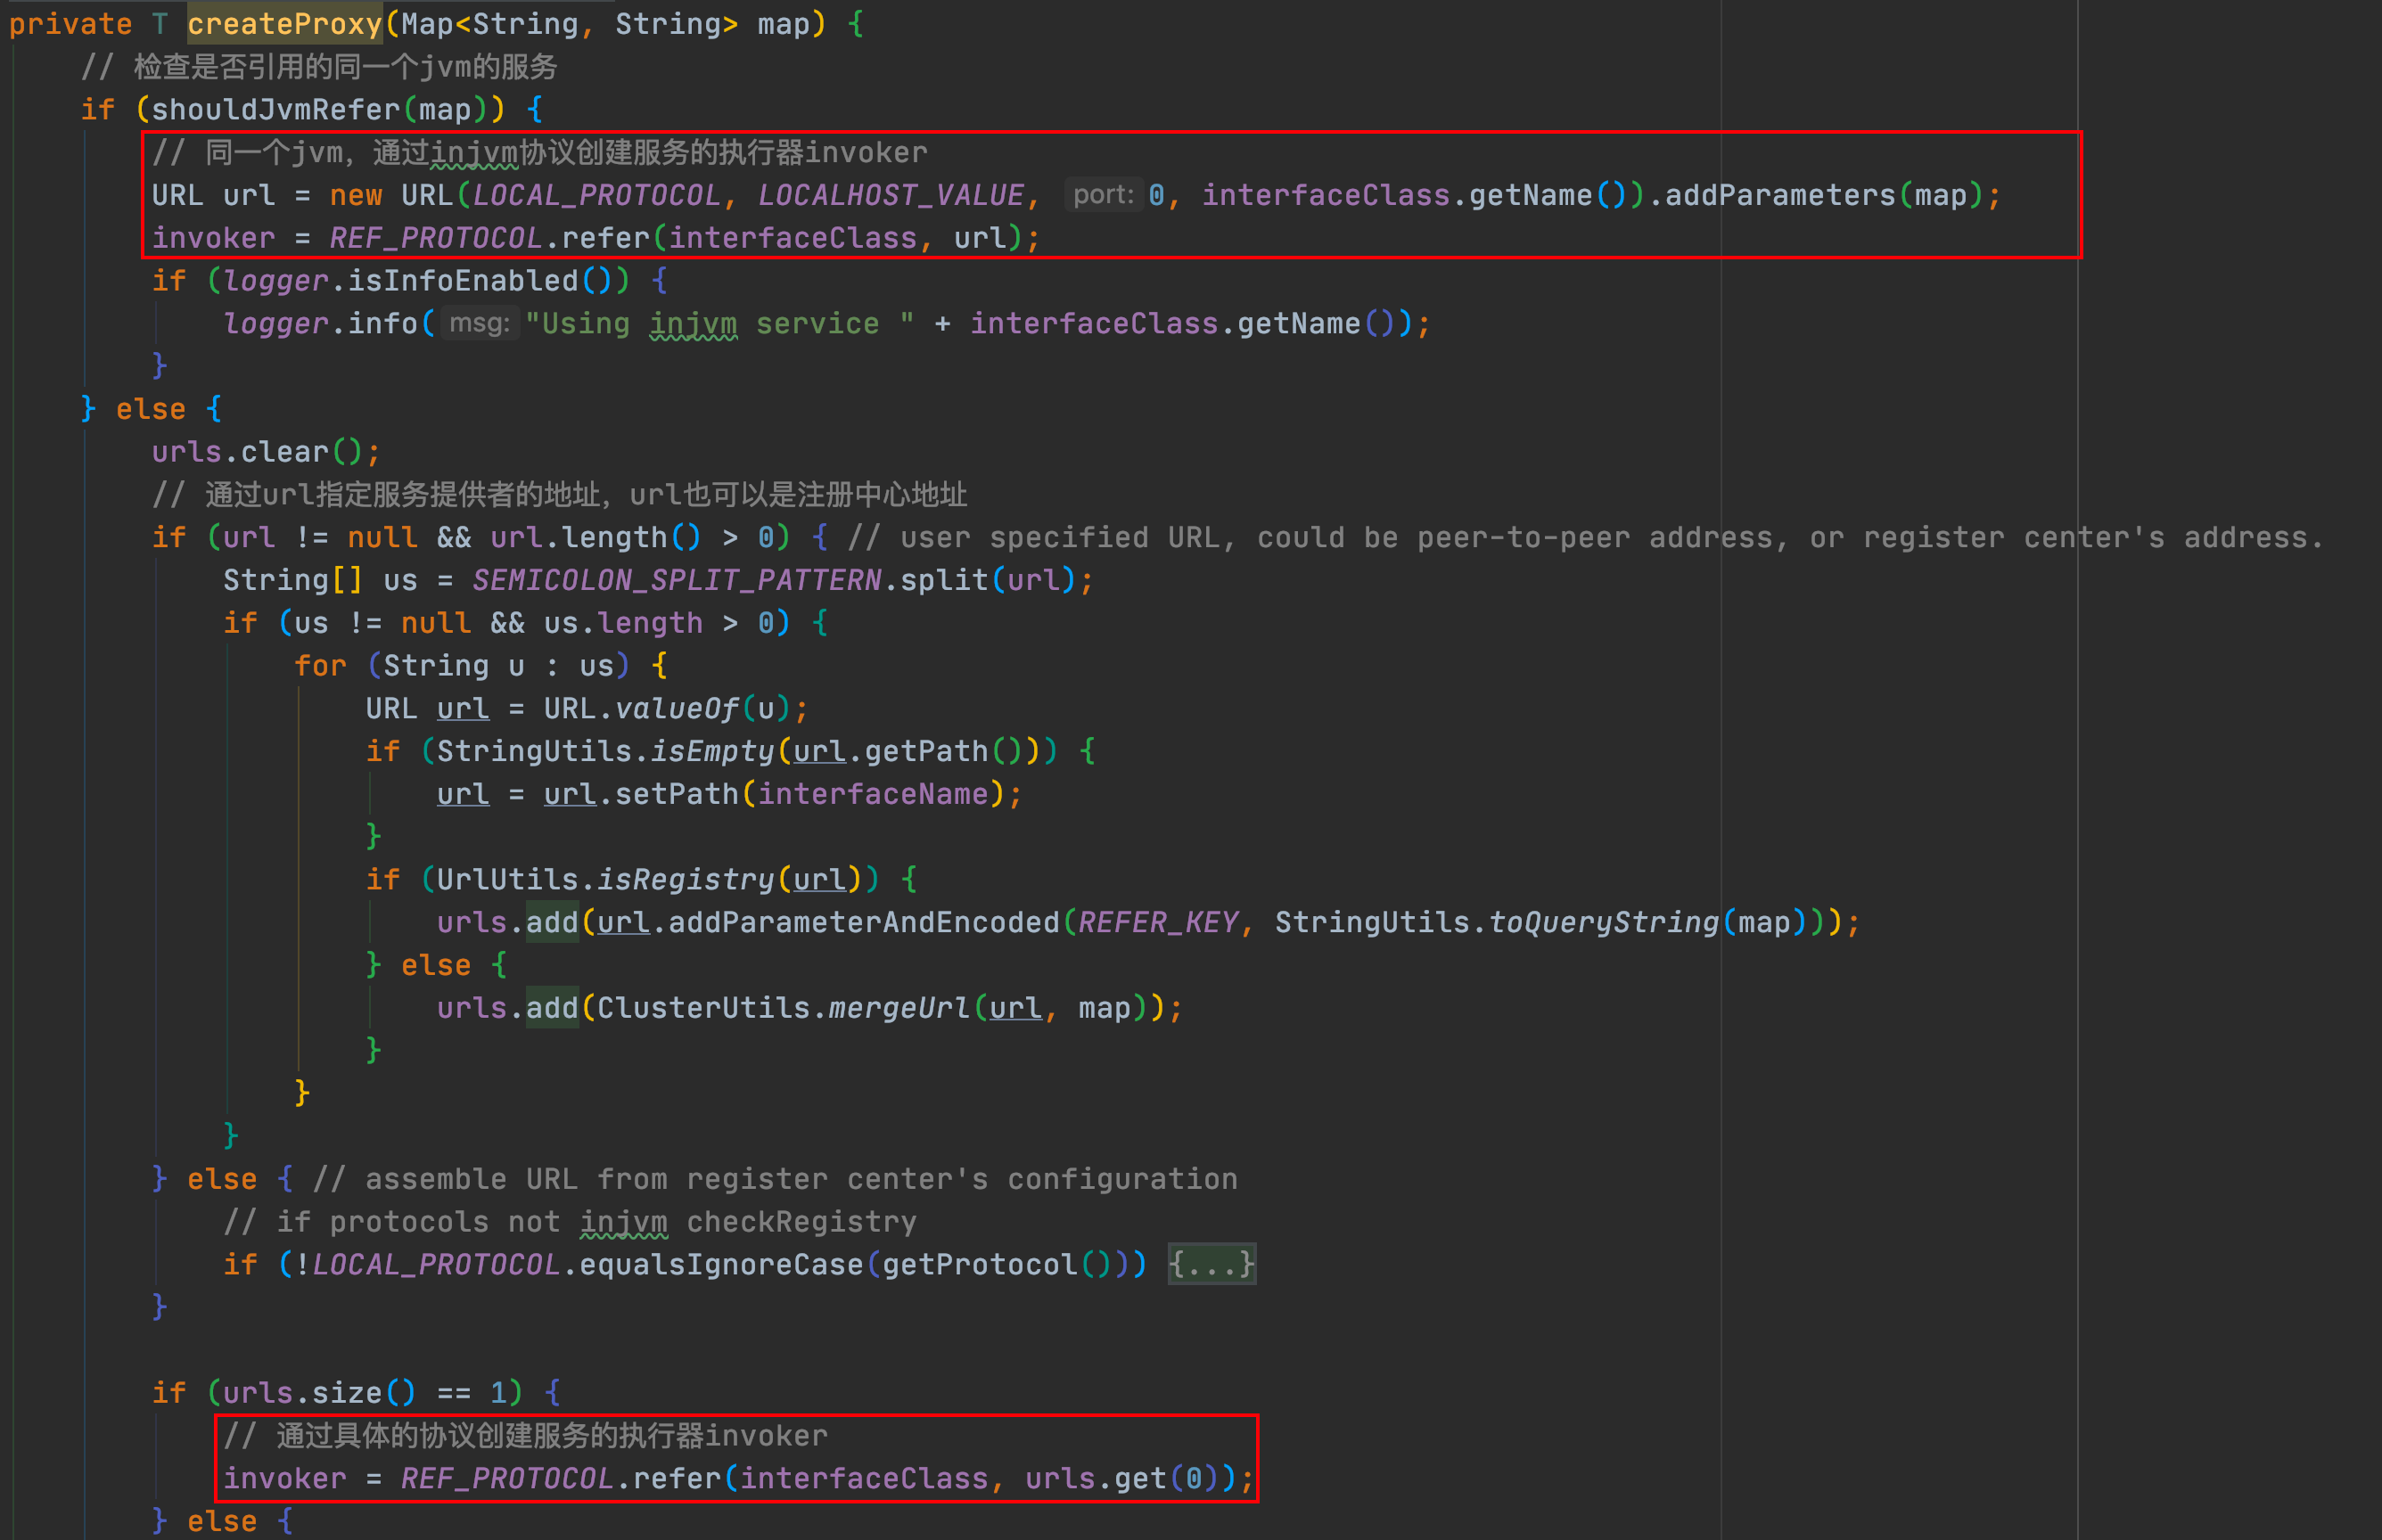 private T createProxy(Map<String, String> map) {
// 检查是否引用的同一个jvm的服务
if (shouldJvmRefer(map)) {
// 同一个jvm，通过injvm协议创建服务的执行器invoker
URL url = new URL(LOCAL_PROTOCOL, LOCALHOST_VALUE, port: 0, interfaceClass.getName()).addParameters(map);
invoker = REF_PROTOCOL.refer(interfaceClass, url);
if (logger.isInfoEnabled()) {
logger.info( msg: "Using injvm service " + interfaceClass.getName());
}
} else {
urls.clear();
// 通过url指定服务提供者的地址，url也可以是注册中心地址
if (url != null && url.length() > 0) { // user specified URL, could be peer-to-peer address, or register center's address.
String[] us = SEMICOLON_SPLIT_PATTERN.split(url);
if (us != null && us.length > 0) {
for (String u : us) {
URL url = URL.valueOf(u);
if (StringUtils.isEmpty(url.getPath())) {
url = url.setPath(interfaceName);
}
if (UrlUtils.isRegistry(url)) {
urls.add(url.addParameterAndEncoded(REFER_KEY, StringUtils.toQueryString(map)));
} else {
urls.add(ClusterUtils.mergeUrl(url, map));
}
}
}
} else { // assemble URL from register center's configuration
// if protocols not injvm checkRegistry
if (!LOCAL_PROTOCOL.equalsIgnoreCase(getProtocol())) {...}
}
if (urls.size() == 1) {
// 通过具体的协议创建服务的执行器invoker
invoker = REF_PROTOCOL.refer(interfaceClass, urls.get(0));
} else {